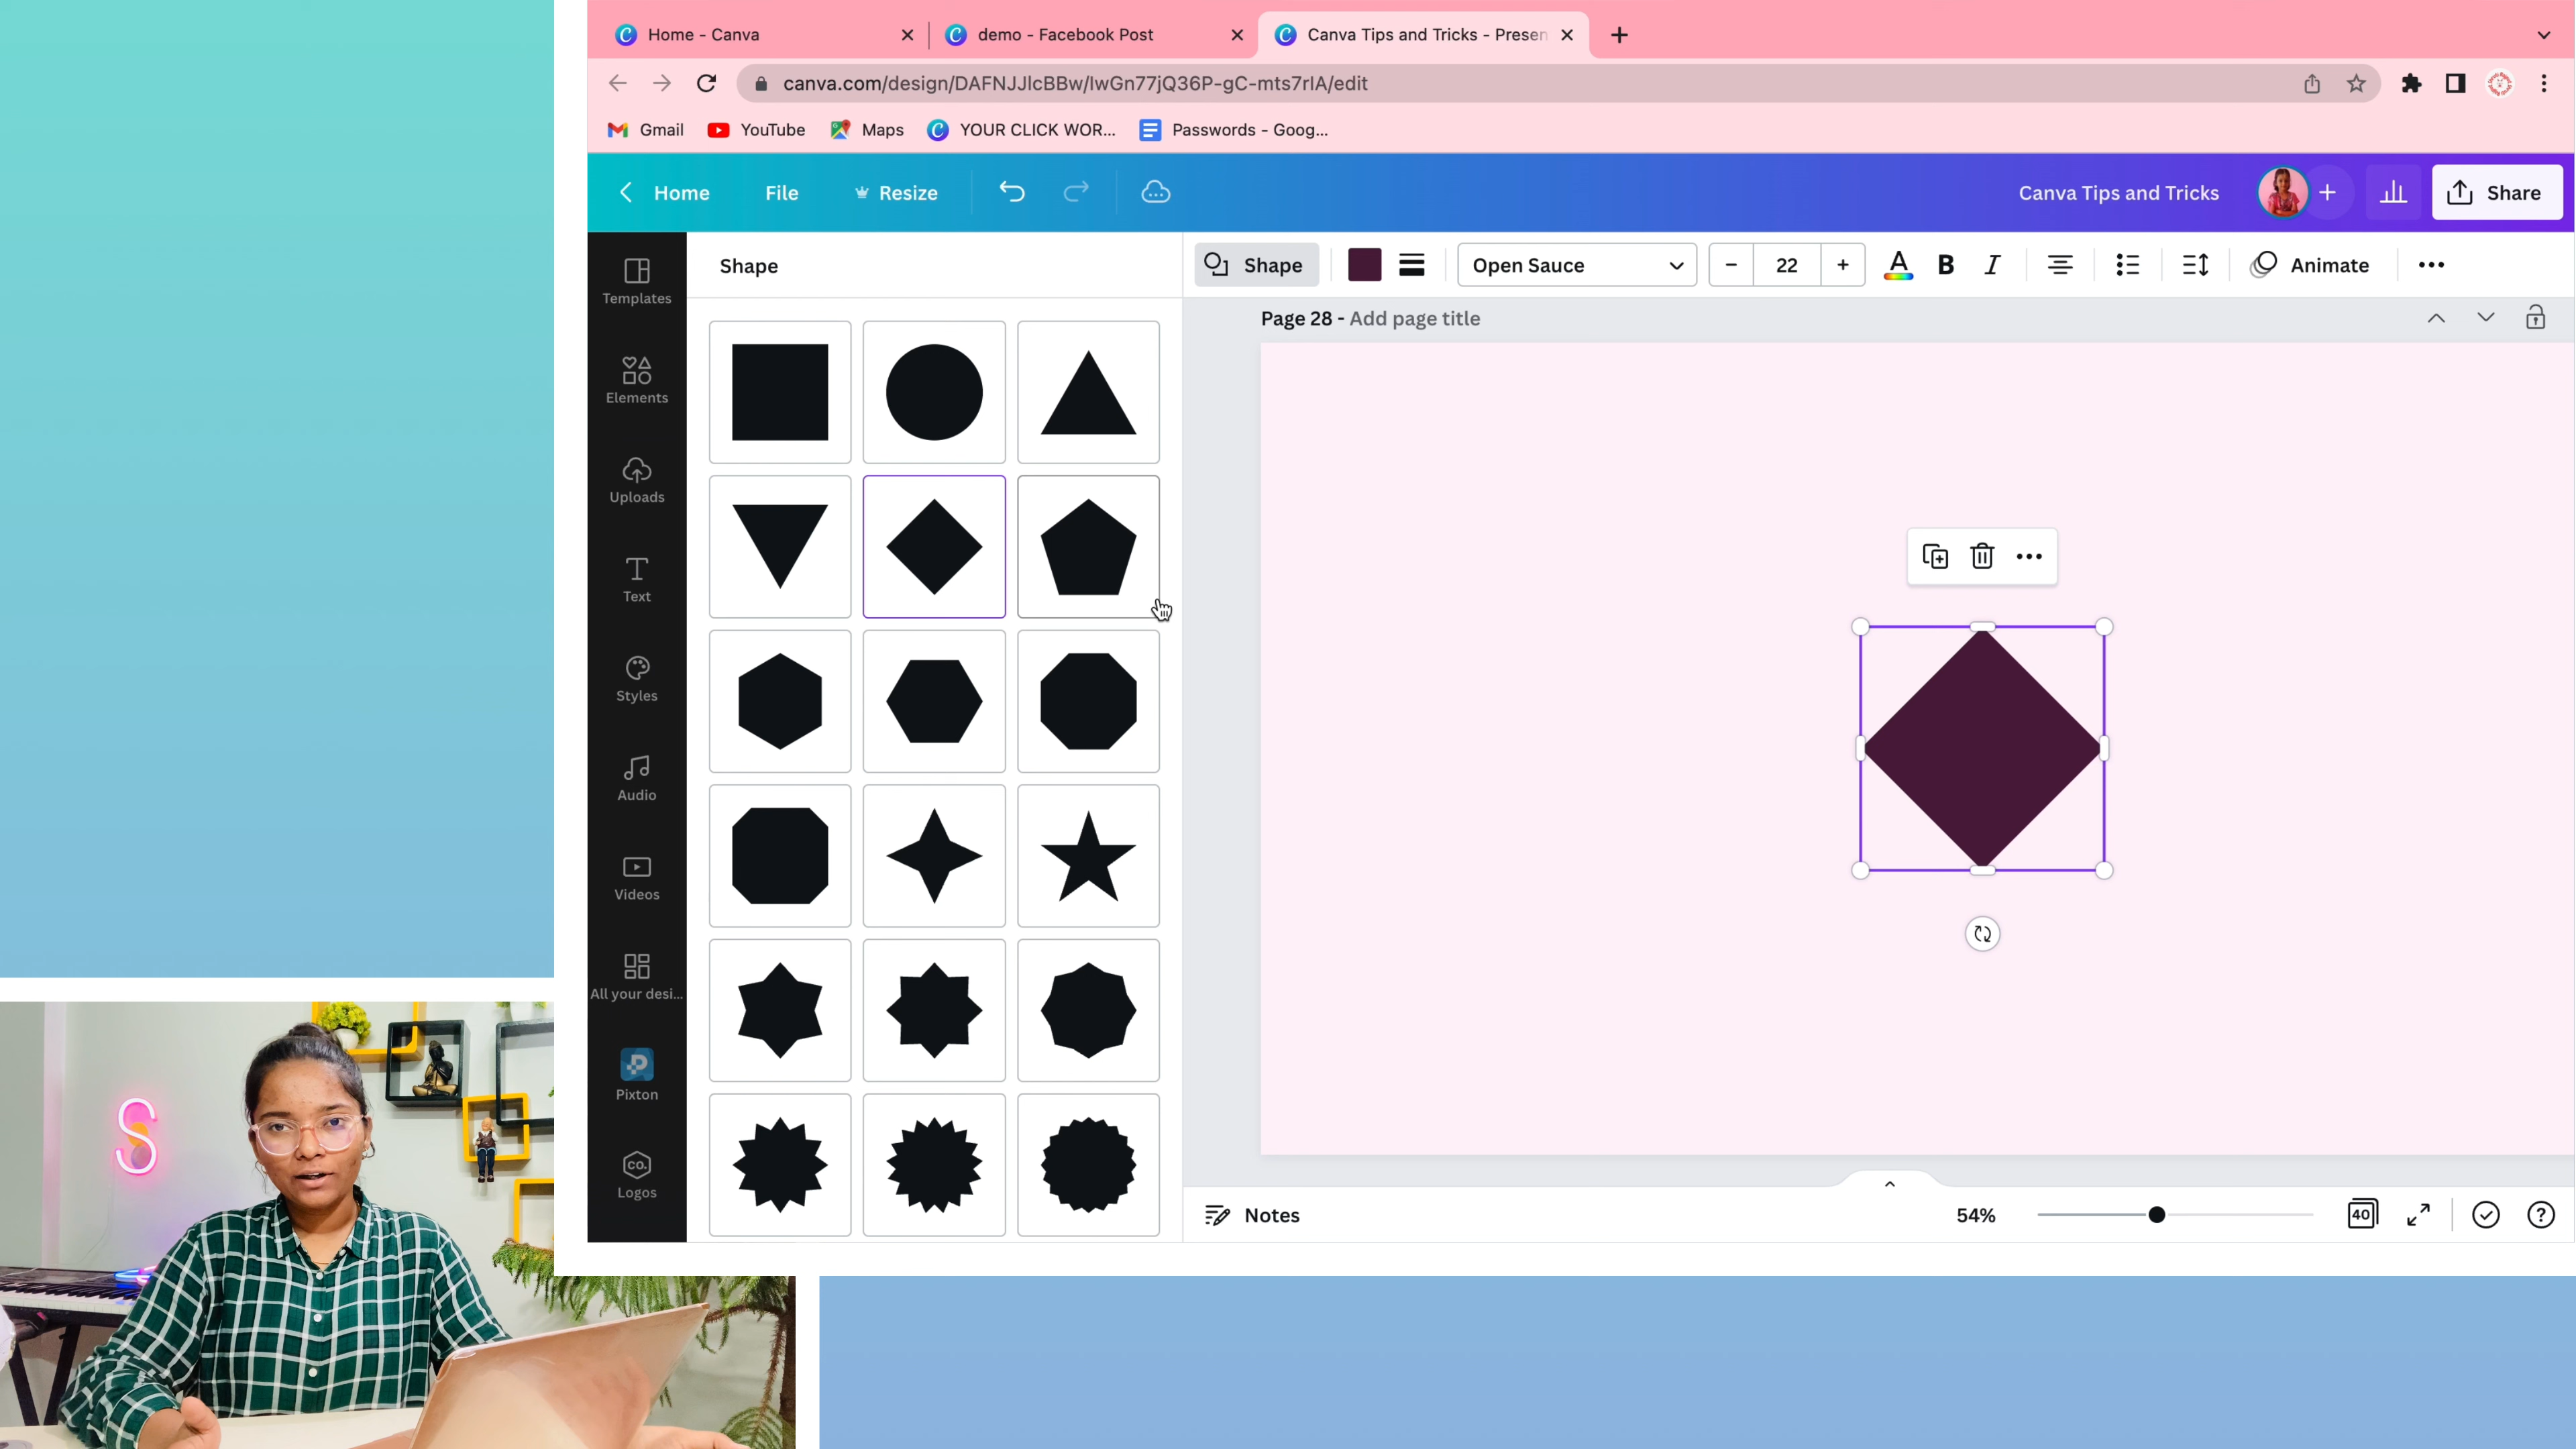 Home - Canva
demo - Facebook Post
Canva Tips and Tricks - Presen
canva.com/design/DAFNJJlcBBw/lwGn77jQ36P-gC-mts7rIA/edit
Gmail
YouTube
Maps
YOUR CLICK WOR...
Passwords - Goog...
Home
File
Resize
Canva Tips and Tricks
Share
Templates
Elements
Uploads
Text
Styles
Audio
Videos
All your desi...
Pixton
CO.
Logos
Shape
Shape
Open Sauce
22
A
B
I
Animate
Page 28 - Add page title
S
Notes
54%
40